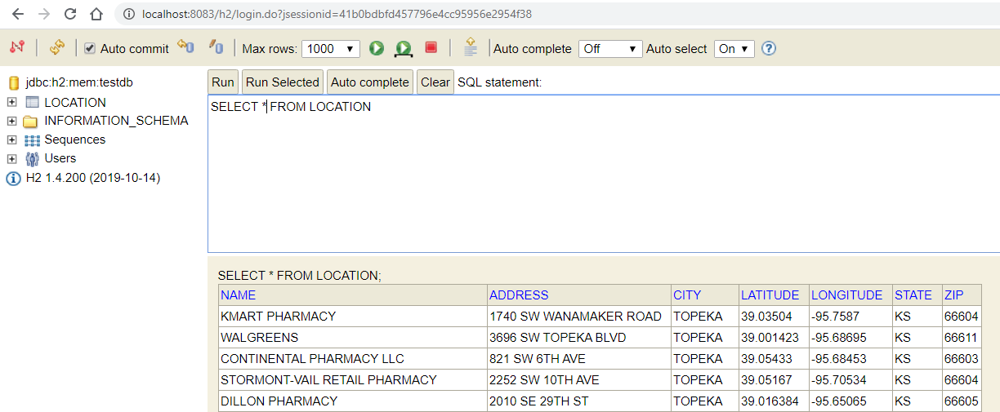 localhost:8083/h2/login.do?jsessionid=41b0bdbfd457796e4cc95956e2954f38
Auto commit Max rows: 1000 Auto complete Off Auto select On ?
jdbc:h2:mem:testdb
LOCATION
INFORMATION_SCHEMA
Sequences
Users
H2 1.4.200 (2019-10-14)
Run Run Selected Auto complete Clear SQL statement:
SELECT * FROM LOCATION
SELECT * FROM LOCATION;
NAME ADDRESS CITY LATITUDE LONGITUDE STATE ZIP
KMART PHARMACY 1740 SW WANAMAKER ROAD TOPEKA 39.03504 -95.7587 KS 66604
WALGREENS 3696 SW TOPEKA BLVD TOPEKA 39.001423 -95.68695 KS 66611
CONTINENTAL PHARMACY LLC 821 SW 6TH AVE TOPEKA 39.05433 -95.68453 KS 66603
STORMONT-VAIL RETAIL PHARMACY 2252 SW 10TH AVE TOPEKA 39.05167 -95.70534 KS 66604
DILLON PHARMACY 2010 SE 29TH ST TOPEKA 39.016384 -95.65065 KS 66605